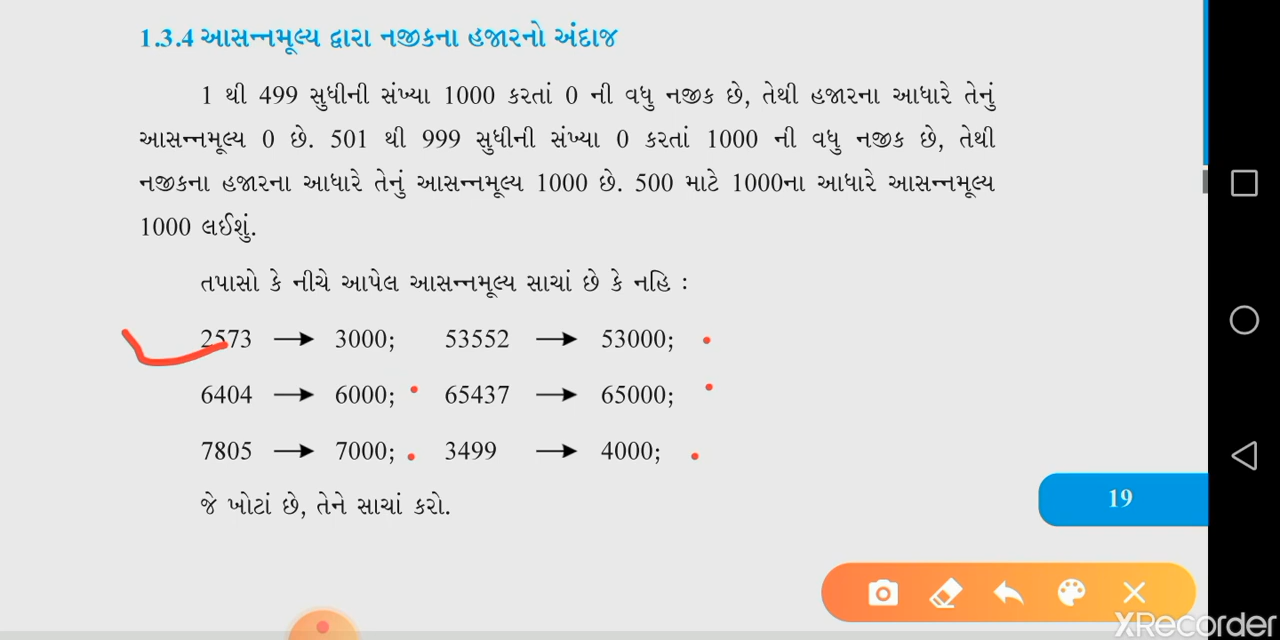 1.3.4 આસન્નમૂલ્ય દ્વારા નજીકના હજારનો અંદાજ
1 થી 499 સુધીની સંખ્યા 1000 કરતાં 0 ની વધુ નજીક છે, તેથી હજારના આધારે તેનું
આસન્નમૂલ્ય 0 છે. 501 થી 999 સુધીની સંખ્યા 0 કરતાં 1000 ની વધુ નજીક છે, તેથી
નજીકના હજારના આધારે તેનું આસન્નમૂલ્ય 1000 છે. 500 માટે 1000ના આધારે આસન્નમૂલ્ય
1000 લઈશું.
તપાસો કે નીચે આપેલ આસન્નમૂલ્ય સાચાં છે કે નહિ :
2573 → 3000; 53552 → 53000;
6404 → 6000; 65437 → 65000;
7805 → 7000; 3499 → 4000;
જે ખોટાં છે, તેને સાચાં કરો.
19
XRecorder